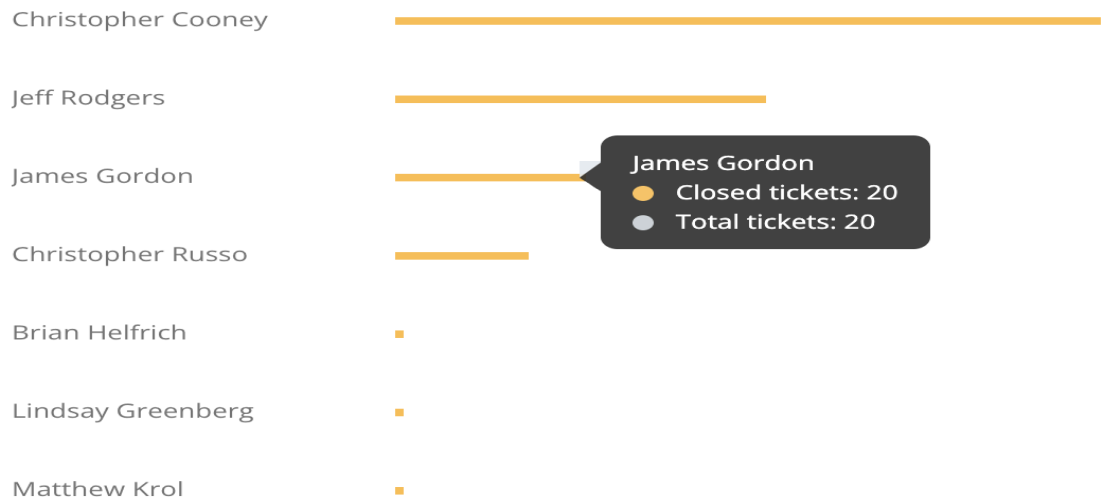 Christopher Cooney
Jeff Rodgers
James Gordon
James Gordon
Closed tickets: 20
Total tickets: 20
Christopher Russo
Brian Helfrich
Lindsay Greenberg
Matthew Krol